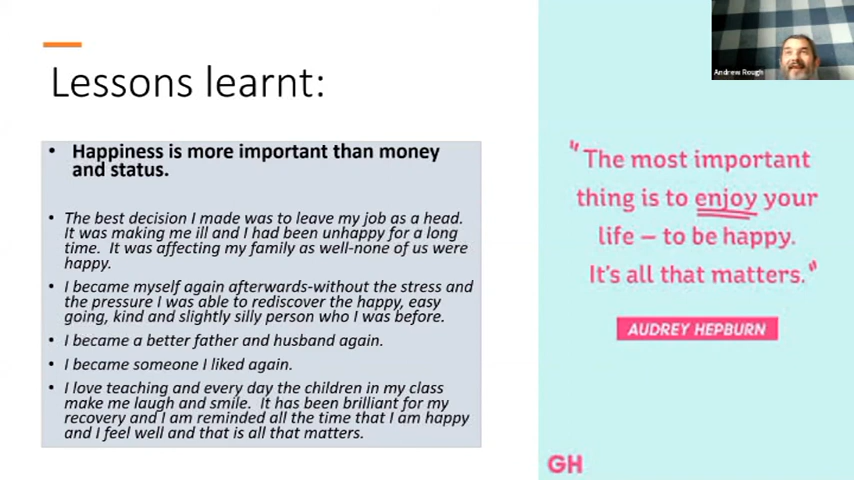 Lessons learnt:
• Happiness is more important than money
and status.
• The best decision I made was to leave my job as a head.
It was making me ill and I had been unhappy for a long
time. It was affecting my family as well-none of us were
happy.
• I became myself again afterwards-without the stress and
the pressure I was able to rediscover the happy, easy
going, kind and slightly silly person who I was before.
• I became a better father and husband again.
• I became someone I liked again.
• I love teaching and every day the children in my class
make me laugh and smile. It has been brilliant for my
recovery and I am reminded all the time that I am happy
and I feel well and that is all that matters.
Andrew Rough
"The most important
thing is to enjoy your
life – to be happy.
It's all that matters."
AUDREY HEPBURN
GH